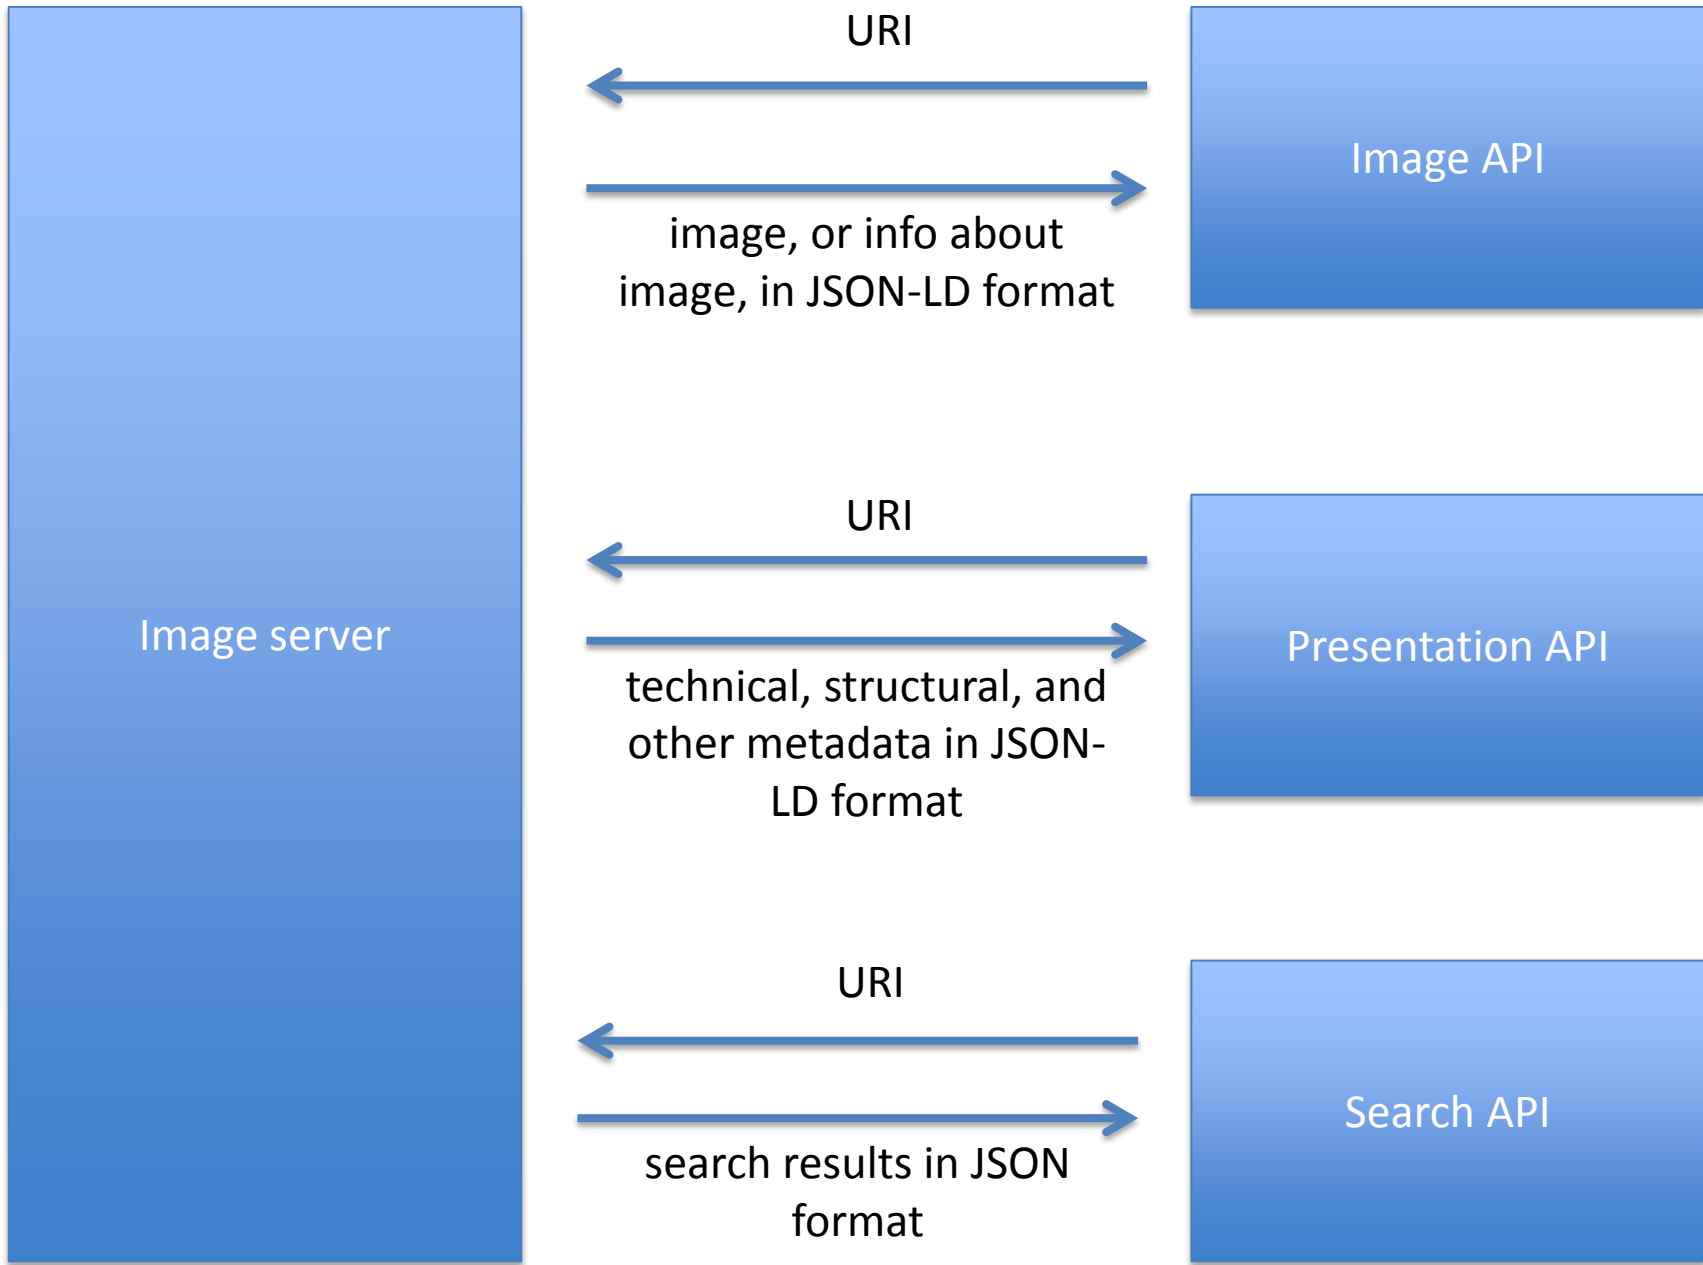 URI
Image API
image, or info about
image, in JSON-LD format
URI
Image server
Presentation API
technical, structural, and
other metadata in JSON-
LD format
URI
Search API
search results in JSON
format